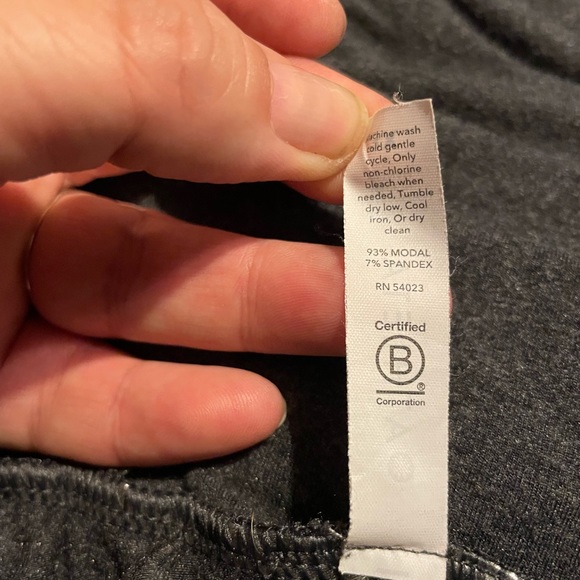 achine wash
cold gentle
cycle, Only
non-chlorine
bleach when
needed, Tumble
dry low, Cool
iron, Or dry
clean
93% MODAL
7% SPANDEX
RN 54023
Certified
B
®
Corporation